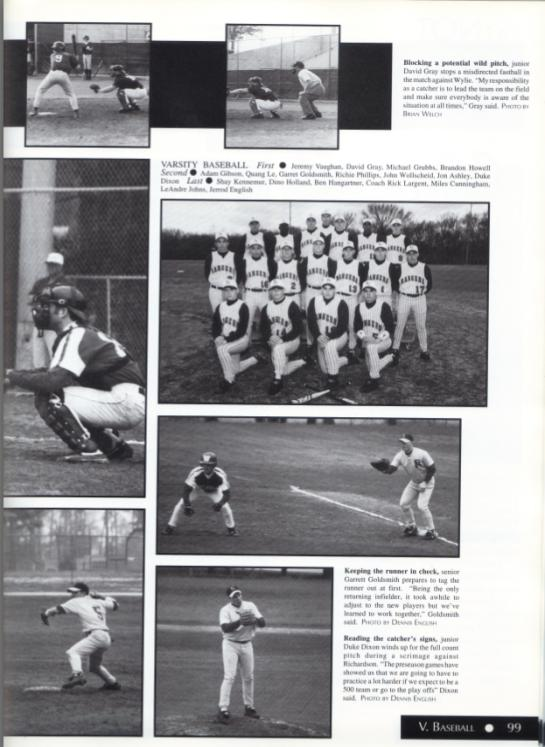 Blocking a potential wild pitch, junior
David Gray stops a misdirected fastball in
the match against Wylie. "My responsibility
as a catcher is to lead the team on the field
and make sure everybody is aware of the
situation at all times," Gray said. PHOTO BY
BRIAN WELCH
VARSITY BASEBALL First ● Jeremy Vaughan, David Gray, Michael Grubbs, Brandon Howell
Second ● Adam Gibson, Quang Le, Garret Goldsmith, Richie Phillips, John Wollscheid, Jon Ashley, Duke
Dixon Last ● Shay Kennemur, Dino Holland, Ben Hangartner, Coach Rick Largent, Miles Cunningham,
LeAndre Johns, Jerrod English
Keeping the runner in check, senior
Garrett Goldsmith prepares to tag the
runner out at first. "Being the only
returning infielder, it took awhile to
adjust to the new players but we've
learned to work together," Goldsmith
said. PHOTO BY DENNIS ENGLISH
Reading the catcher's signs, junior
Duke Dixon winds up for the full count
pitch during a scrimage against
Richardson. "The preseason games have
showed us that we are going to have to
practice a lot harder if we expect to be a
500 team or go to the play offs" Dixon
said. PHOTO BY DENNIS ENGLISH
V. BASEBALL ● 99